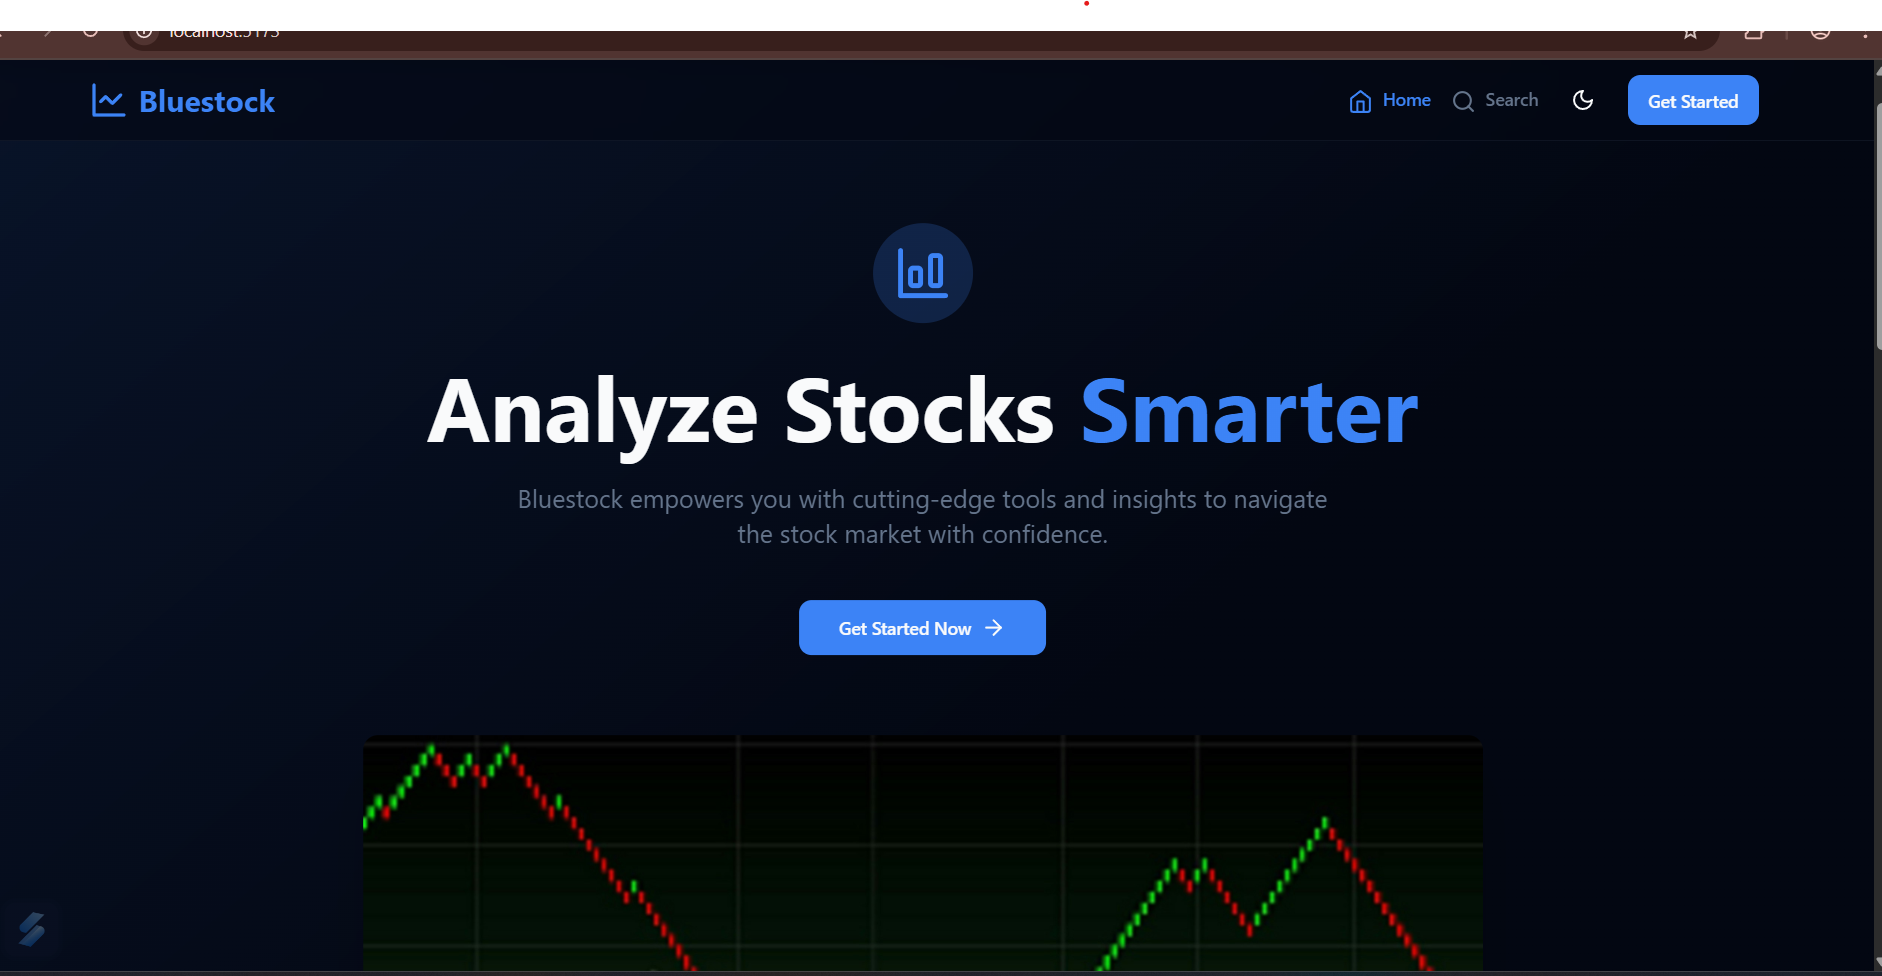 localhost:5173
Bluestock
Home
Search
Get Started
Analyze Stocks Smarter
Bluestock empowers you with cutting-edge tools and insights to navigate
the stock market with confidence.
Get Started Now